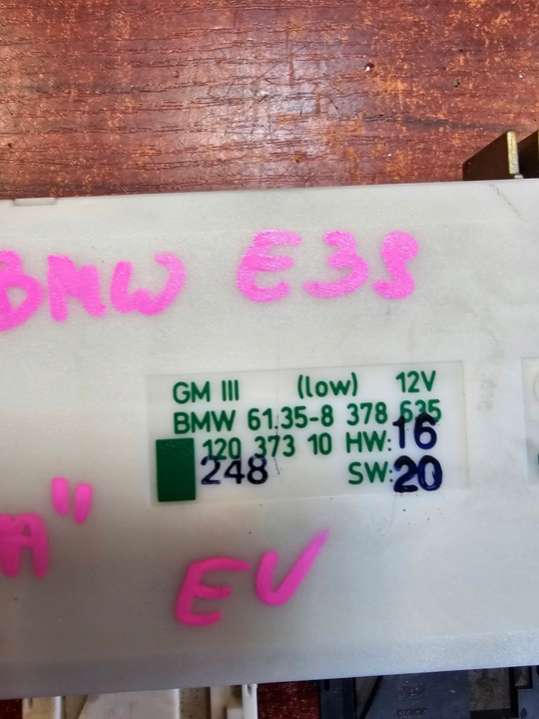 BMW E39
GM III (low) 12V
BMW 61.35-8 378 635
120 373 10 HW: 16
248 SW: 20
A"
EV